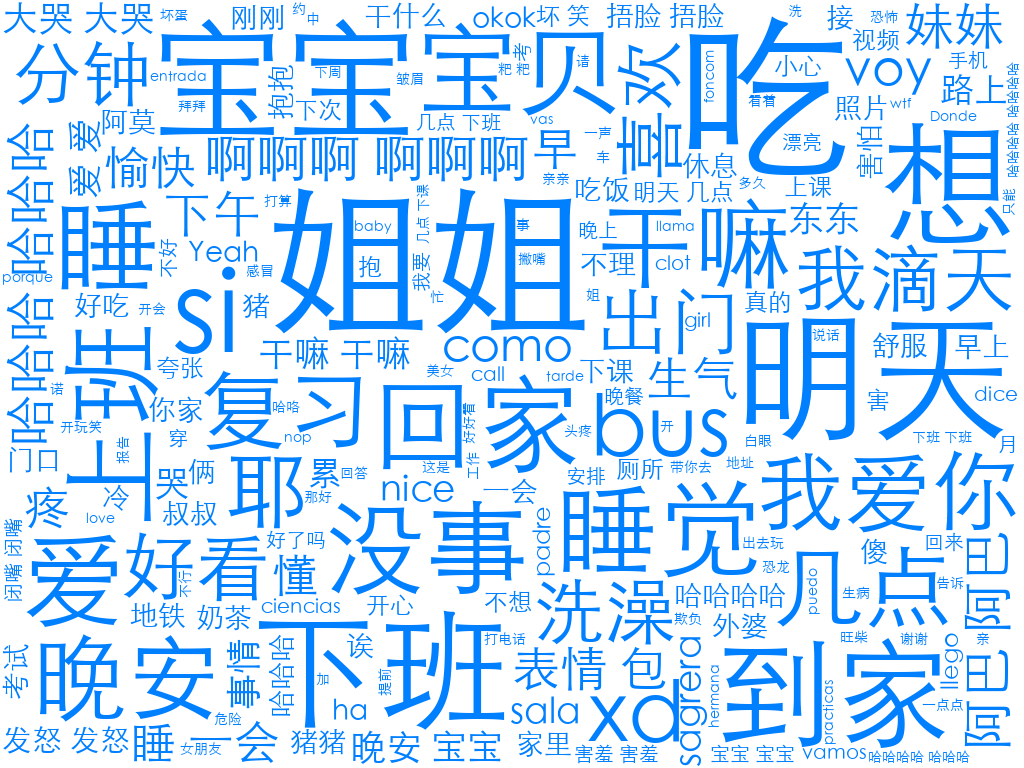 大哭 大哭
坏蛋
刚刚
约
中
干什么
okok
坏 笑
捂脸 捂脸
接
洗
恐怖
妹妹
分钟
entrada
宝宝
宝贝
抱抱
下周
皱眉
粑粑
考
请
欢喜
foncom
吃
小心
看看
视频
voy
手机
路上
哈哈哈哈 哈哈哈
拜拜
下次
阿莫
几点 下班
vas
一声
车
早
照片
wtf
Donde
漂亮
害怕
想
爱 爱
愉快
啊啊啊 啊啊啊
休息
亲亲
吃饭
明天 几点
多久
上课
只能
哈哈哈哈哈哈
睡
下午
打算
姐姐
baby
几点 下课
我要
事
晚上
干嘛
llama
东东
Yeah
不好
感冒
抱
撇嘴
不理
clot
我滴天
porque
好吃
开会
si
猪
姐
出门
girl
真的
说话
明天
舒服
早上
como
干嘛 干嘛
夸张
上班
美女
call
tarde
下课
生气
诺
你家
哈咯
复习
回家
好好看
晚餐
bus
害
dice
开玩笑
穿
nop
头疼
开
白眼
下班 下班
月
门口
报告
哭
俩
耶
累
回答
这是
工作
安排
厕所
带你去
地址
疼
冷
那好
nice
一会
我爱你
love
叔叔
没事
睡觉
闭嘴 闭嘴
爱
好看
好了吗
懂
padre
出去玩
傻
回来
不行
恐龙
几点
阿巴 阿巴
地铁
奶茶
ciencias
开心
不想
洗澡
哈哈哈哈
puedo
生病
告诉
晚安
事情
哈哈哈
下班
诶
打电话
欺负
外婆
旺柴
谢谢
亲
考试
加
提前
表情 包
sagrera
到家
llego
危险
ha
sala
xd
hermana
practicas
一点点
发怒 发怒
睡 一会
女朋友
猪猪
晚安 宝宝
家里
害羞 害羞
宝宝 宝宝
vamos
哈哈哈哈 哈哈哈